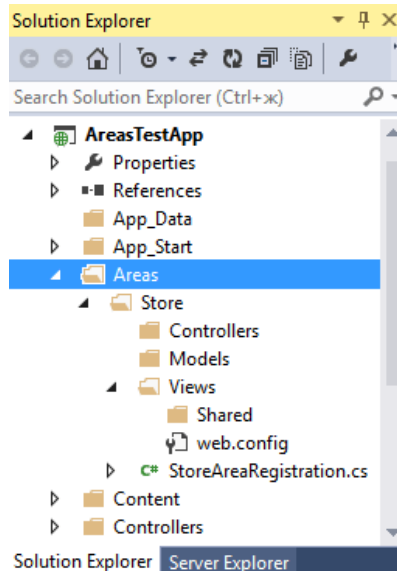 Solution Explorer
Search Solution Explorer (Ctrl+ж)
AreasTestApp
Properties
References
App_Data
App_Start
Areas
Store
Controllers
Models
Views
Shared
web.config
C# StoreAreaRegistration.cs
Content
Controllers
Solution Explorer Server Explorer